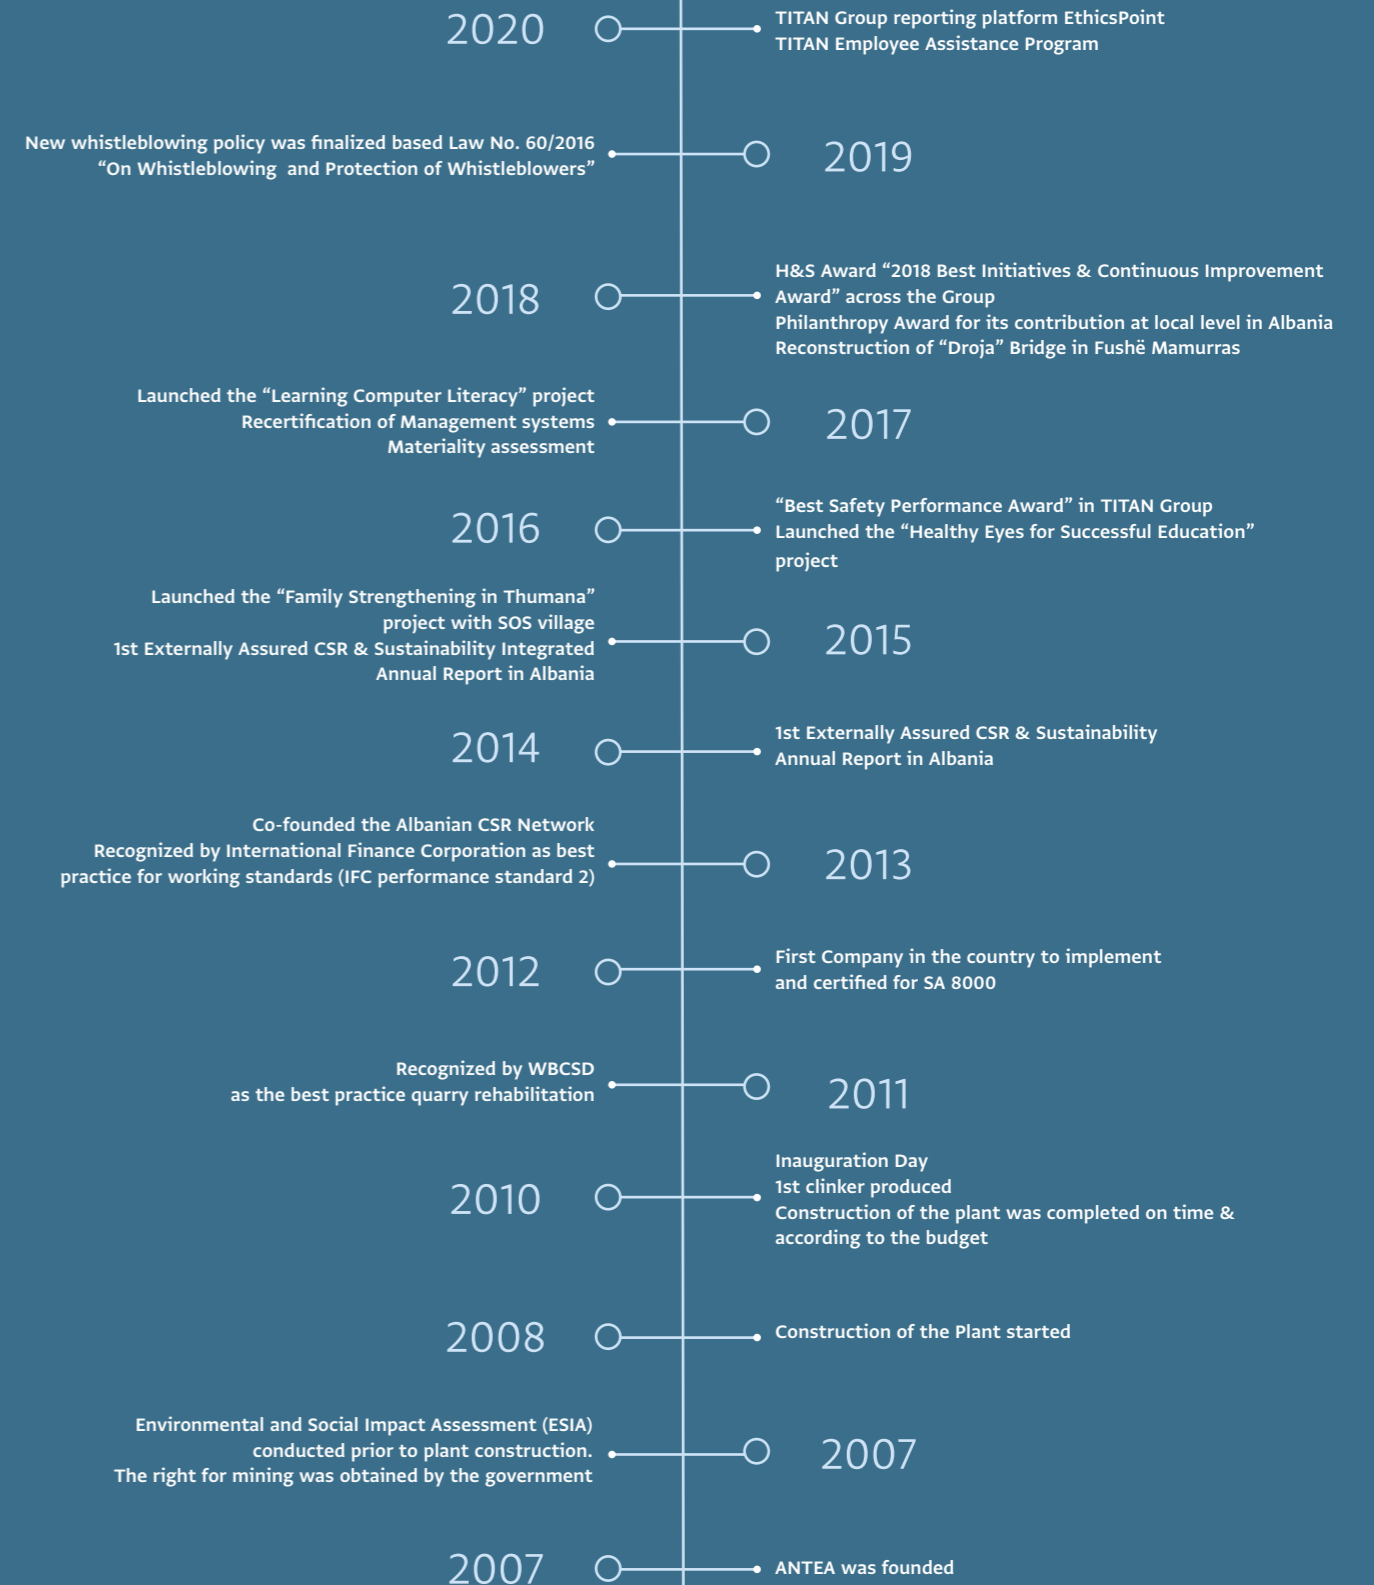 2020
TITAN Group reporting platform EthicsPoint
TITAN Employee Assistance Program
New whistleblowing policy was finalized based Law No. 60/2016
“On Whistleblowing and Protection of Whistleblowers”
2019
2018
H&S Award “2018 Best Initiatives & Continuous Improvement
Award” across the Group
Philanthropy Award for its contribution at local level in Albania
Reconstruction of “Droja” Bridge in Fushë Mamurras
Launched the “Learning Computer Literacy” project
Recertification of Management systems
Materiality assessment
2017
2016
“Best Safety Performance Award” in TITAN Group
Launched the “Healthy Eyes for Successful Education”
project
Launched the “Family Strengthening in Thumana”
project with SOS village
1st Externally Assured CSR & Sustainability Integrated
Annual Report in Albania
2015
2014
1st Externally Assured CSR & Sustainability
Annual Report in Albania
Co-founded the Albanian CSR Network
Recognized by International Finance Corporation as best
practice for working standards (IFC performance standard 2)
2013
2012
First Company in the country to implement
and certified for SA 8000
Recognized by WBCSD
as the best practice quarry rehabilitation
2011
2010
Inauguration Day
1st clinker produced
Construction of the plant was completed on time &
according to the budget
2008
Construction of the Plant started
Environmental and Social Impact Assessment (ESIA)
conducted prior to plant construction.
The right for mining was obtained by the government
2007
2007
ANTEA was founded